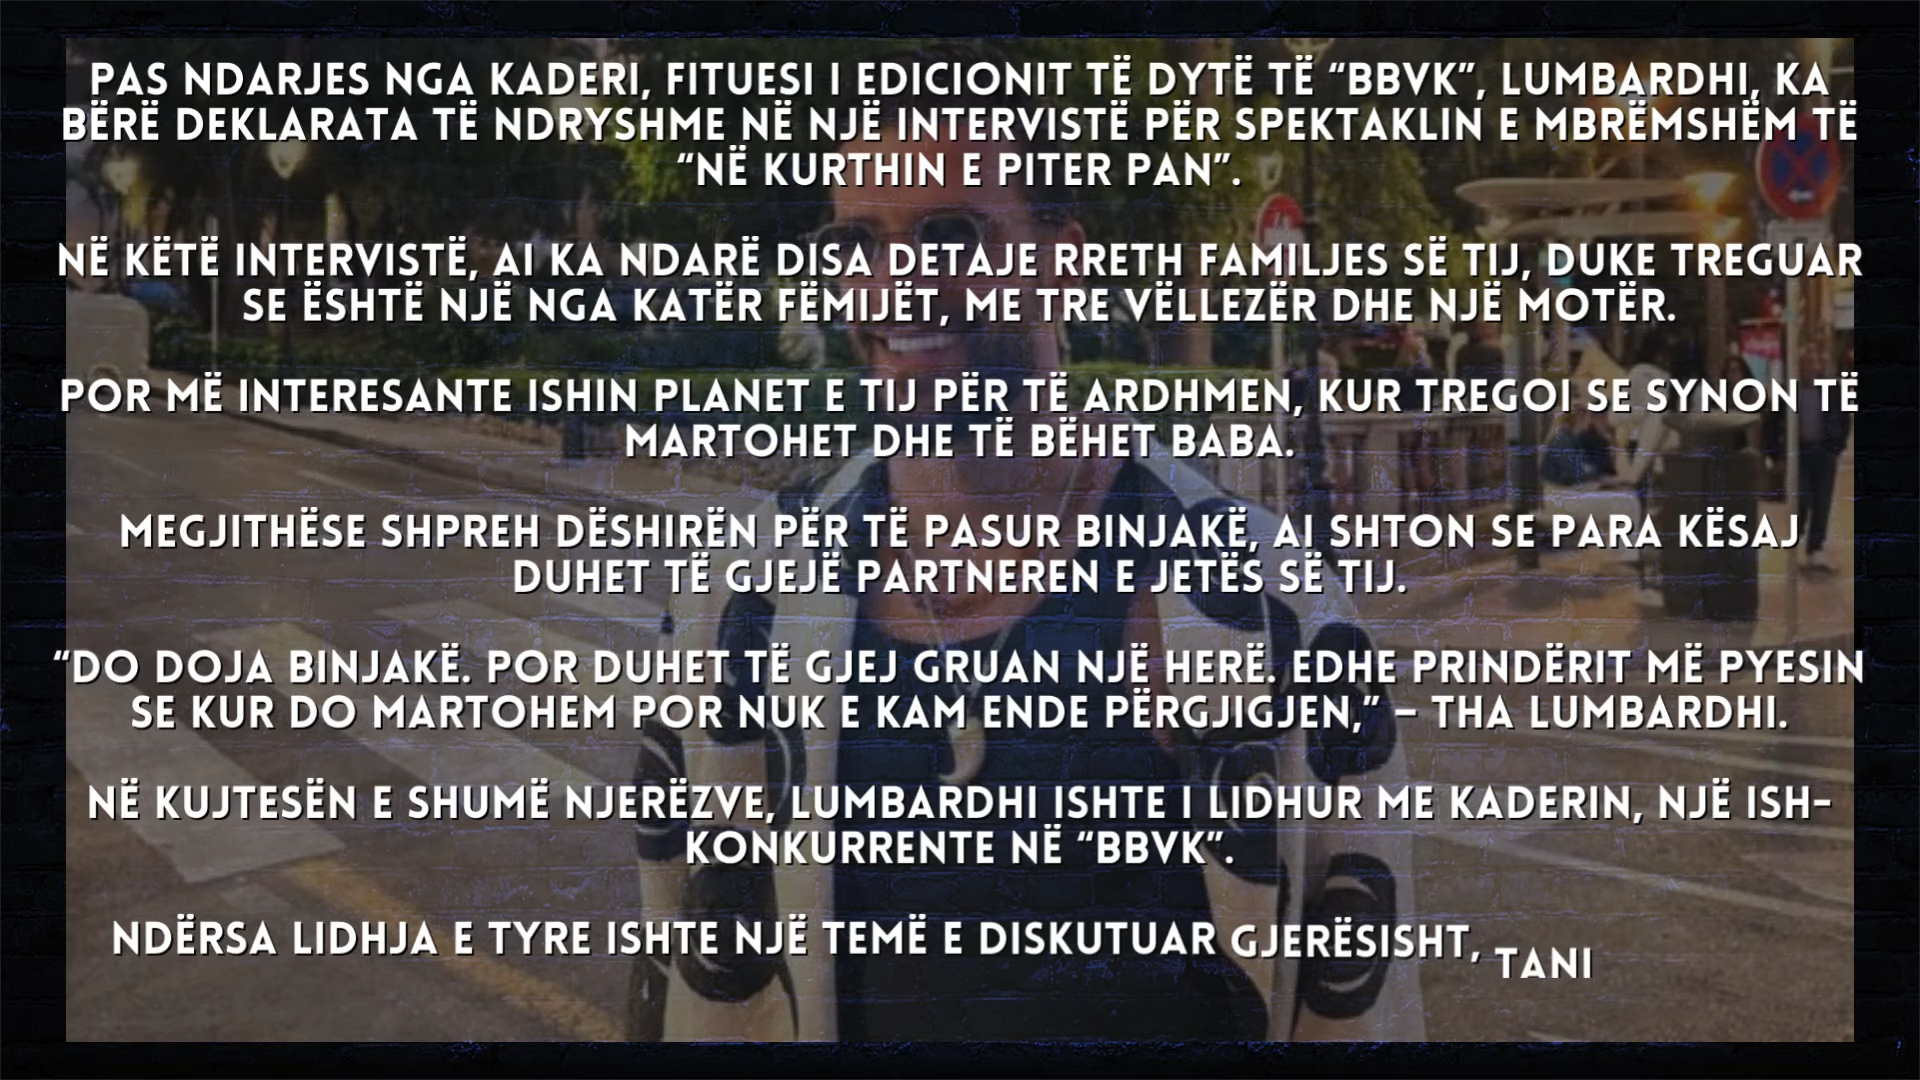 PAS NDARJES NGA KADERI, FITUESI I EDICIONIT TË DYTË TË “BBVK”, LUMBARDHI, KA
BËRË DEKLARATA TË NDRYSHME NË NJË INTERVISTË PËR SPEKTAKLIN E MBRËMSHËM TË
“NË KURTHIN E PITER PAN”.
NË KËTË INTERVISTË, AI KA NDARË DISA DETAJE RRETH FAMILJES SË TIJ, DUKE TREGUAR
SE ËSHTË NJË NGA KATËR FËMIJËT, ME TRE VËLLEZËR DHE NJË MOTËR.
POR MË INTERESANTE ISHIN PLANET E TIJ PËR TË ARDHMEN, KUR TREGOI SE SYNON TË
MARTOHET DHE TË BËHET BABA.
MEGJITHËSE SHPREH DËSHIRËN PËR TË PASUR BINJAKË, AI SHTON SE PARA KËSAJ
DUHET TË GJEJË PARTNEREN E JETËS SË TIJ.
“DO DOJA BINJAKË. POR DUHET TË GJEJ GRUAN NJË HERË. EDHE PRINDËRIT MË PYESIN
SE KUR DO MARTOHEM POR NUK E KAM ENDE PËRGJIGJEN,” – THA LUMBARDHI.
NË KUJTESËN E SHUMË NJERËZVE, LUMBARDHI ISHTE I LIDHUR ME KADERIN, NJË ISH-
KONKURRENTE NË “BBVK”.
NDËRSA LIDHJA E TYRE ISHTE NJË TEMË E DISKUTUAR GJERËSISHT, TANI